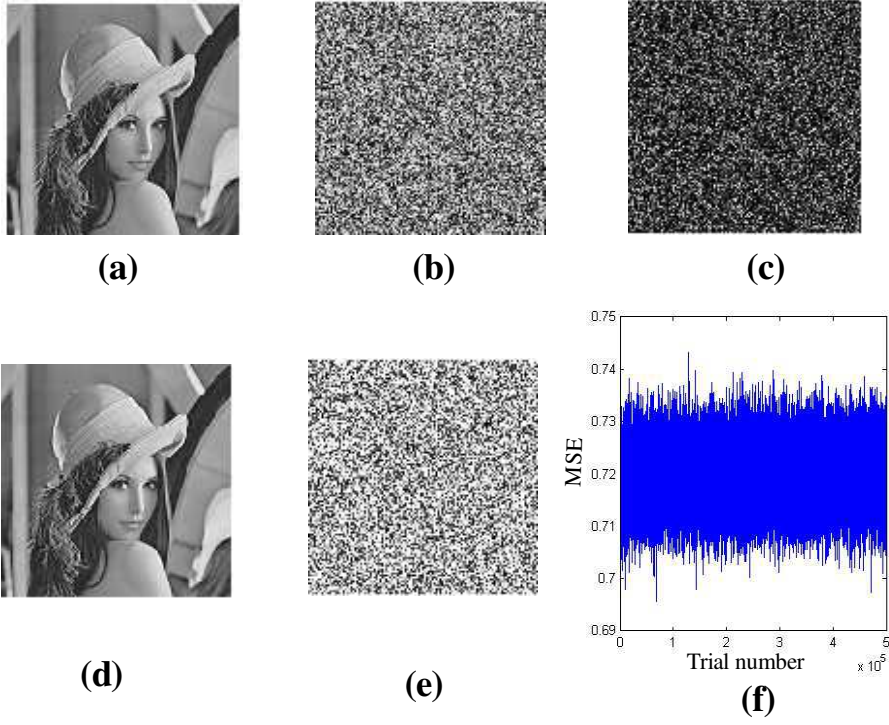 (a)
(b)
(c)
(d)
(e)
0.75
0.74
0.73
0.72
0.71
0.7
0.69
MSE
0 1 2 3 4 5
Trial number
x 10^5
(f)